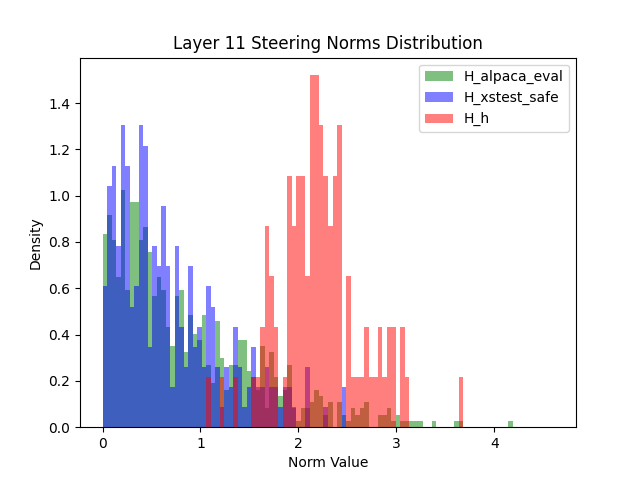 Layer 11 Steering Norms Distribution
H_alpaca_eval
H_xstest_safe
H_h
Density
1.4
1.2
1.0
0.8
0.6
0.4
0.2
0.0
0 1 2 3 4
Norm Value